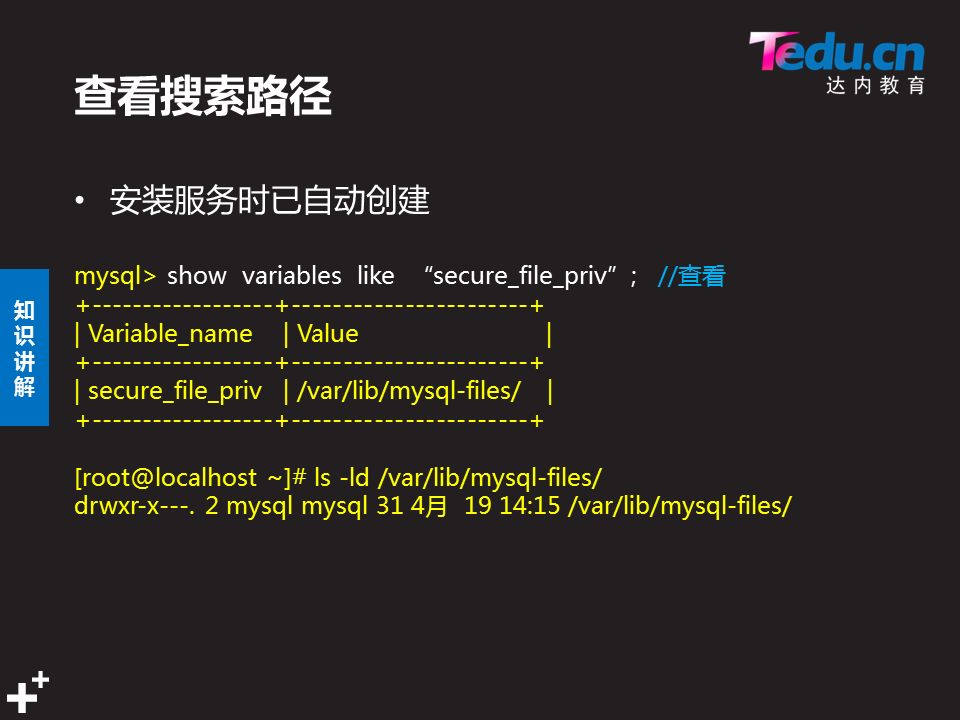 Tedu.cn
达内教育
查看搜索路径
• 安装服务时已自动创建
mysql> show variables like “secure_file_priv”; //查看
+------------------+------------------------+
| Variable_name | Value |
+------------------+------------------------+
| secure_file_priv | /var/lib/mysql-files/ |
+------------------+------------------------+
[root@localhost ~]# ls -ld /var/lib/mysql-files/
drwxr-x---. 2 mysql mysql 31 4月 19 14:15 /var/lib/mysql-files/
知识讲解